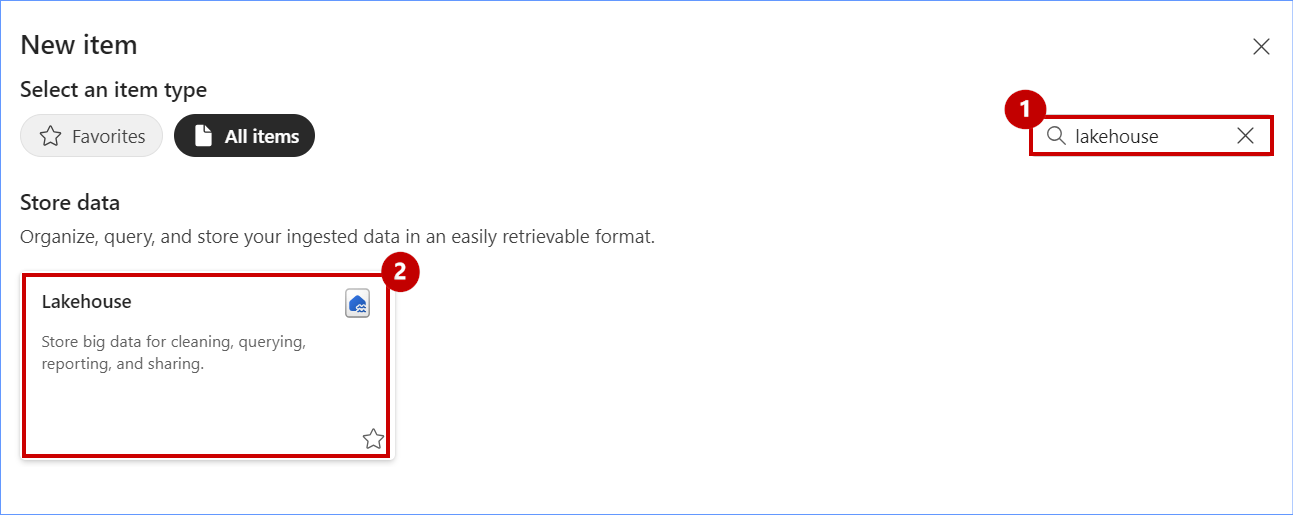 New item
Select an item type
Favorites
All items
1
lakehouse
Store data
Organize, query, and store your ingested data in an easily retrievable format.
2
Lakehouse
Store big data for cleaning, querying,
reporting, and sharing.